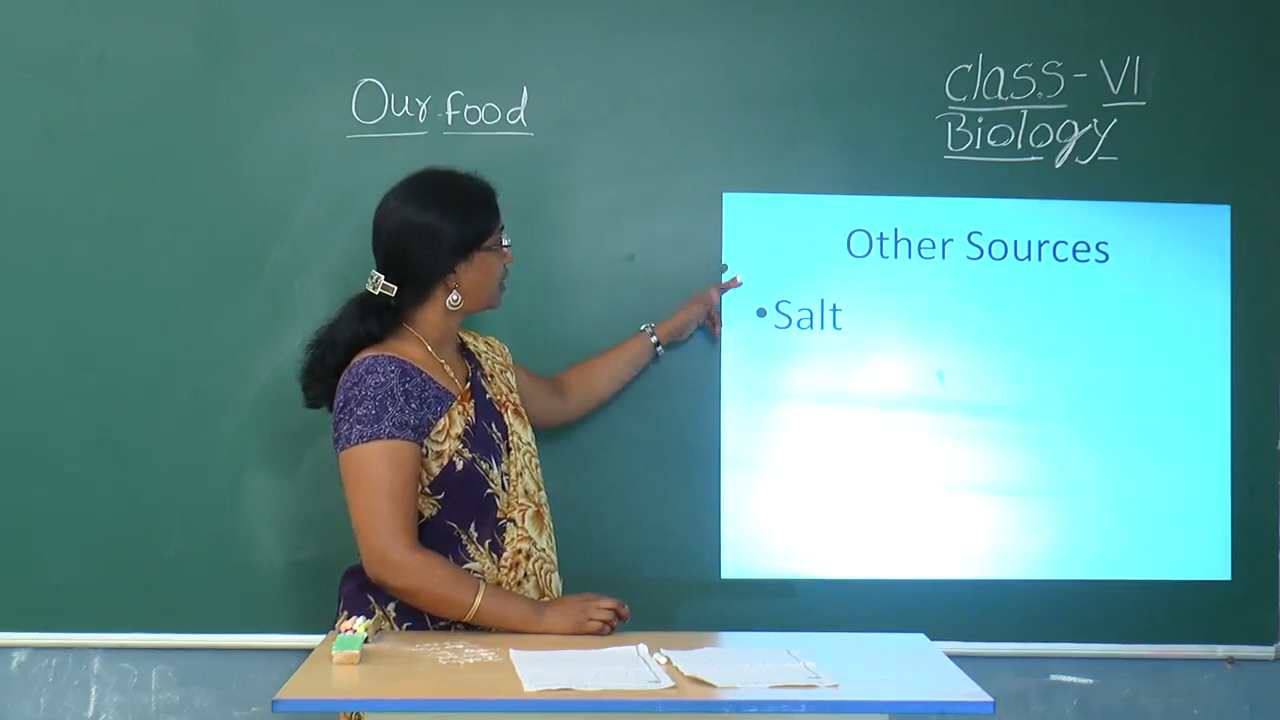 Our food
Class - VI
Biology
Other Sources
•Salt